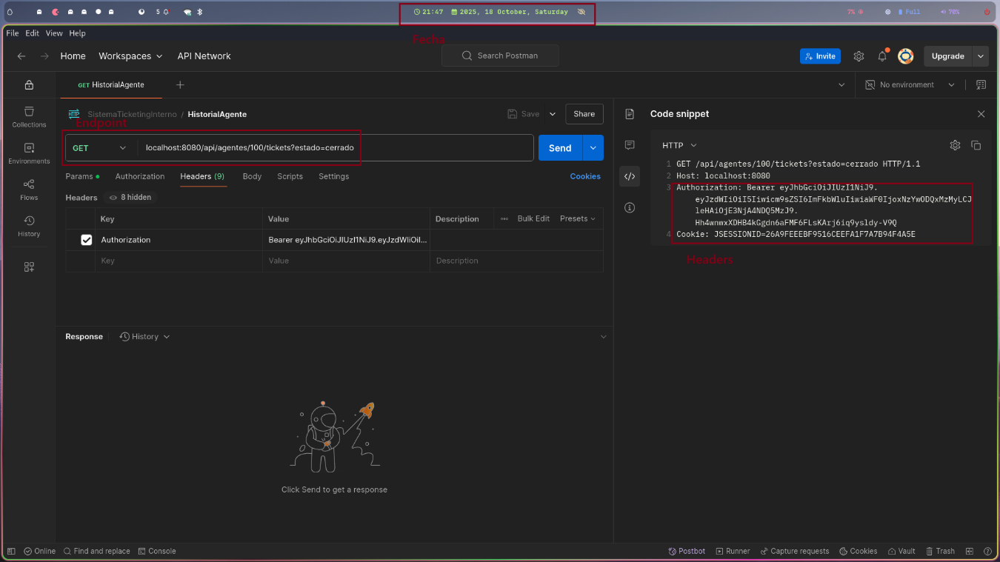 5
21:47 2025, 18 October, Saturday
7%
Full
70%
Fecha
File Edit View Help
Home Workspaces API Network
Search Postman
Invite
Upgrade
GET HistorialAgente
No environment
Collections
Environments
Flows
History
HTTP SistemaTicketingInterno / HistorialAgente
Save
Share
Endpoint
GET localhost:8080/api/agentes/100/tickets?estado=cerrado
Send
Params Authorization Headers (9) Body Scripts Settings
Cookies
Headers 8 hidden
Key Value Description Bulk Edit Presets
Authorization Bearer eyJhbGciOiJIUzI1NiJ9.eyJzdWIiOiI...
Key Value Description
Response History
Click Send to get a response
Code snippet
HTTP
1 GET /api/agentes/100/tickets?estado=cerrado HTTP/1.1
2 Host: localhost:8080
3 Authorization: Bearer eyJhbGciOiJIUzI1NiJ9.
eyJzdWIiOiI5Iiwicm9sZSI6ImFkbWluIiwiaWF0IjoxNzYwODQxMzMyLCJ
leHAiOjE3NjA4NDQ5MzJ9.
Hh4wnwxXDHB4kGgdn6aFMF6FLsKArj6iq9ysldy-V9Q
4 Cookie: JSESSIONID=26A9FEEEBF9516CEEFA1F7A7B94F4A5E
Headers
Online Find and replace Console
Postbot Runner Capture requests Cookies Vault Trash